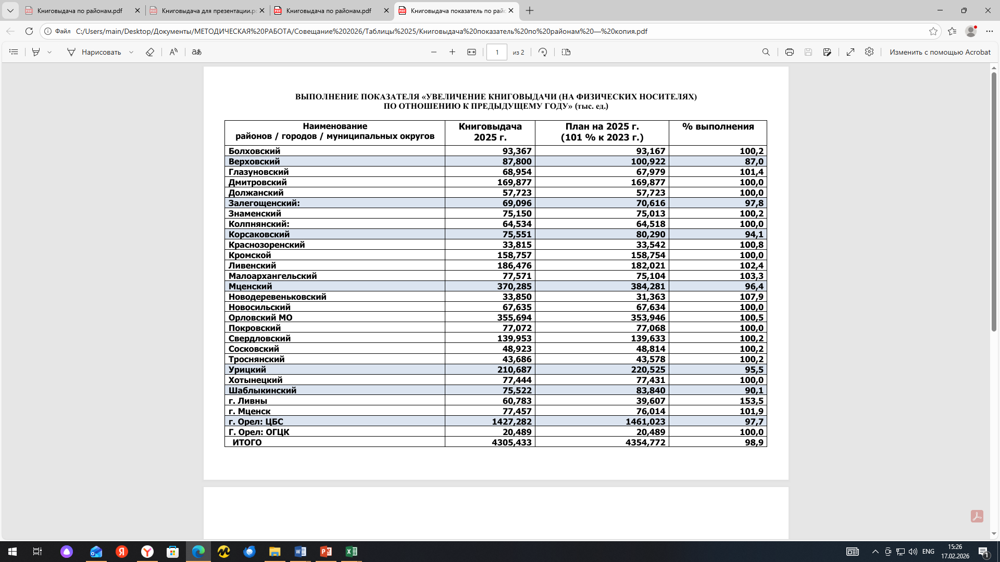 Книговыдача по районам.pdf
Книговыдача для презентации.pd
Книговыдача по районам.pdf
Книговыдача показатель по райо
Файл C:/Users/main/Desktop/Документы/МЕТОДИЧЕСКАЯ%20РАБОТА/Совещание%202026/Таблицы%2025/Книговыдача%20показатель%20по%20районам%20—%20копия.pdf
Нарисовать
1 из 2
Изменить с помощью Acrobat
ВЫПОЛНЕНИЕ ПОКАЗАТЕЛЯ «УВЕЛИЧЕНИЕ КНИГОВЫДАЧИ (НА ФИЗИЧЕСКИХ НОСИТЕЛЯХ)
ПО ОТНОШЕНИЮ К ПРЕДЫДУЩЕМУ ГОДУ» (тыс. ед.)
Наименование Книговыдача План на 2025 г. % выполнения
районов / городов / муниципальных округов 2025 г. (101 % к 2023 г.)
Болховский 93,367 93,167 100,2
Верховский 87,800 100,922 87,0
Глазуновский 68,954 67,979 101,4
Дмитровский 169,877 169,877 100,0
Должанский 57,723 57,723 100,0
Залегощенский: 69,096 70,616 97,8
Знаменский 75,150 75,013 100,2
Колпнянский: 64,534 64,518 100,0
Корсаковский 75,551 80,290 94,1
Краснозоренский 33,815 33,542 100,8
Кромской 158,757 158,754 100,0
Ливенский 186,476 182,021 102,4
Малоархангельский 77,571 75,104 103,3
Мценский 370,285 384,281 96,4
Новодеревеньковский 33,850 31,363 107,9
Новосильский 67,635 67,634 100,0
Орловский МО 355,694 353,946 100,5
Покровский 77,072 77,068 100,0
Свердловский 139,953 139,633 100,2
Сосковский 48,923 48,814 100,2
Троснянский 43,686 43,578 100,2
Урицкий 210,687 220,525 95,5
Хотынецкий 77,444 77,431 100,0
Шаблыкинский 75,522 83,840 90,1
г. Ливны 60,783 39,607 153,5
г. Мценск 77,457 76,014 101,9
г. Орел: ЦБС 1427,282 1461,023 97,7
Г. Орел: ОГЦК 20,489 20,489 100,0
ИТОГО 4305,433 4354,772 98,9
ENG
15:26
17.02.2026
1